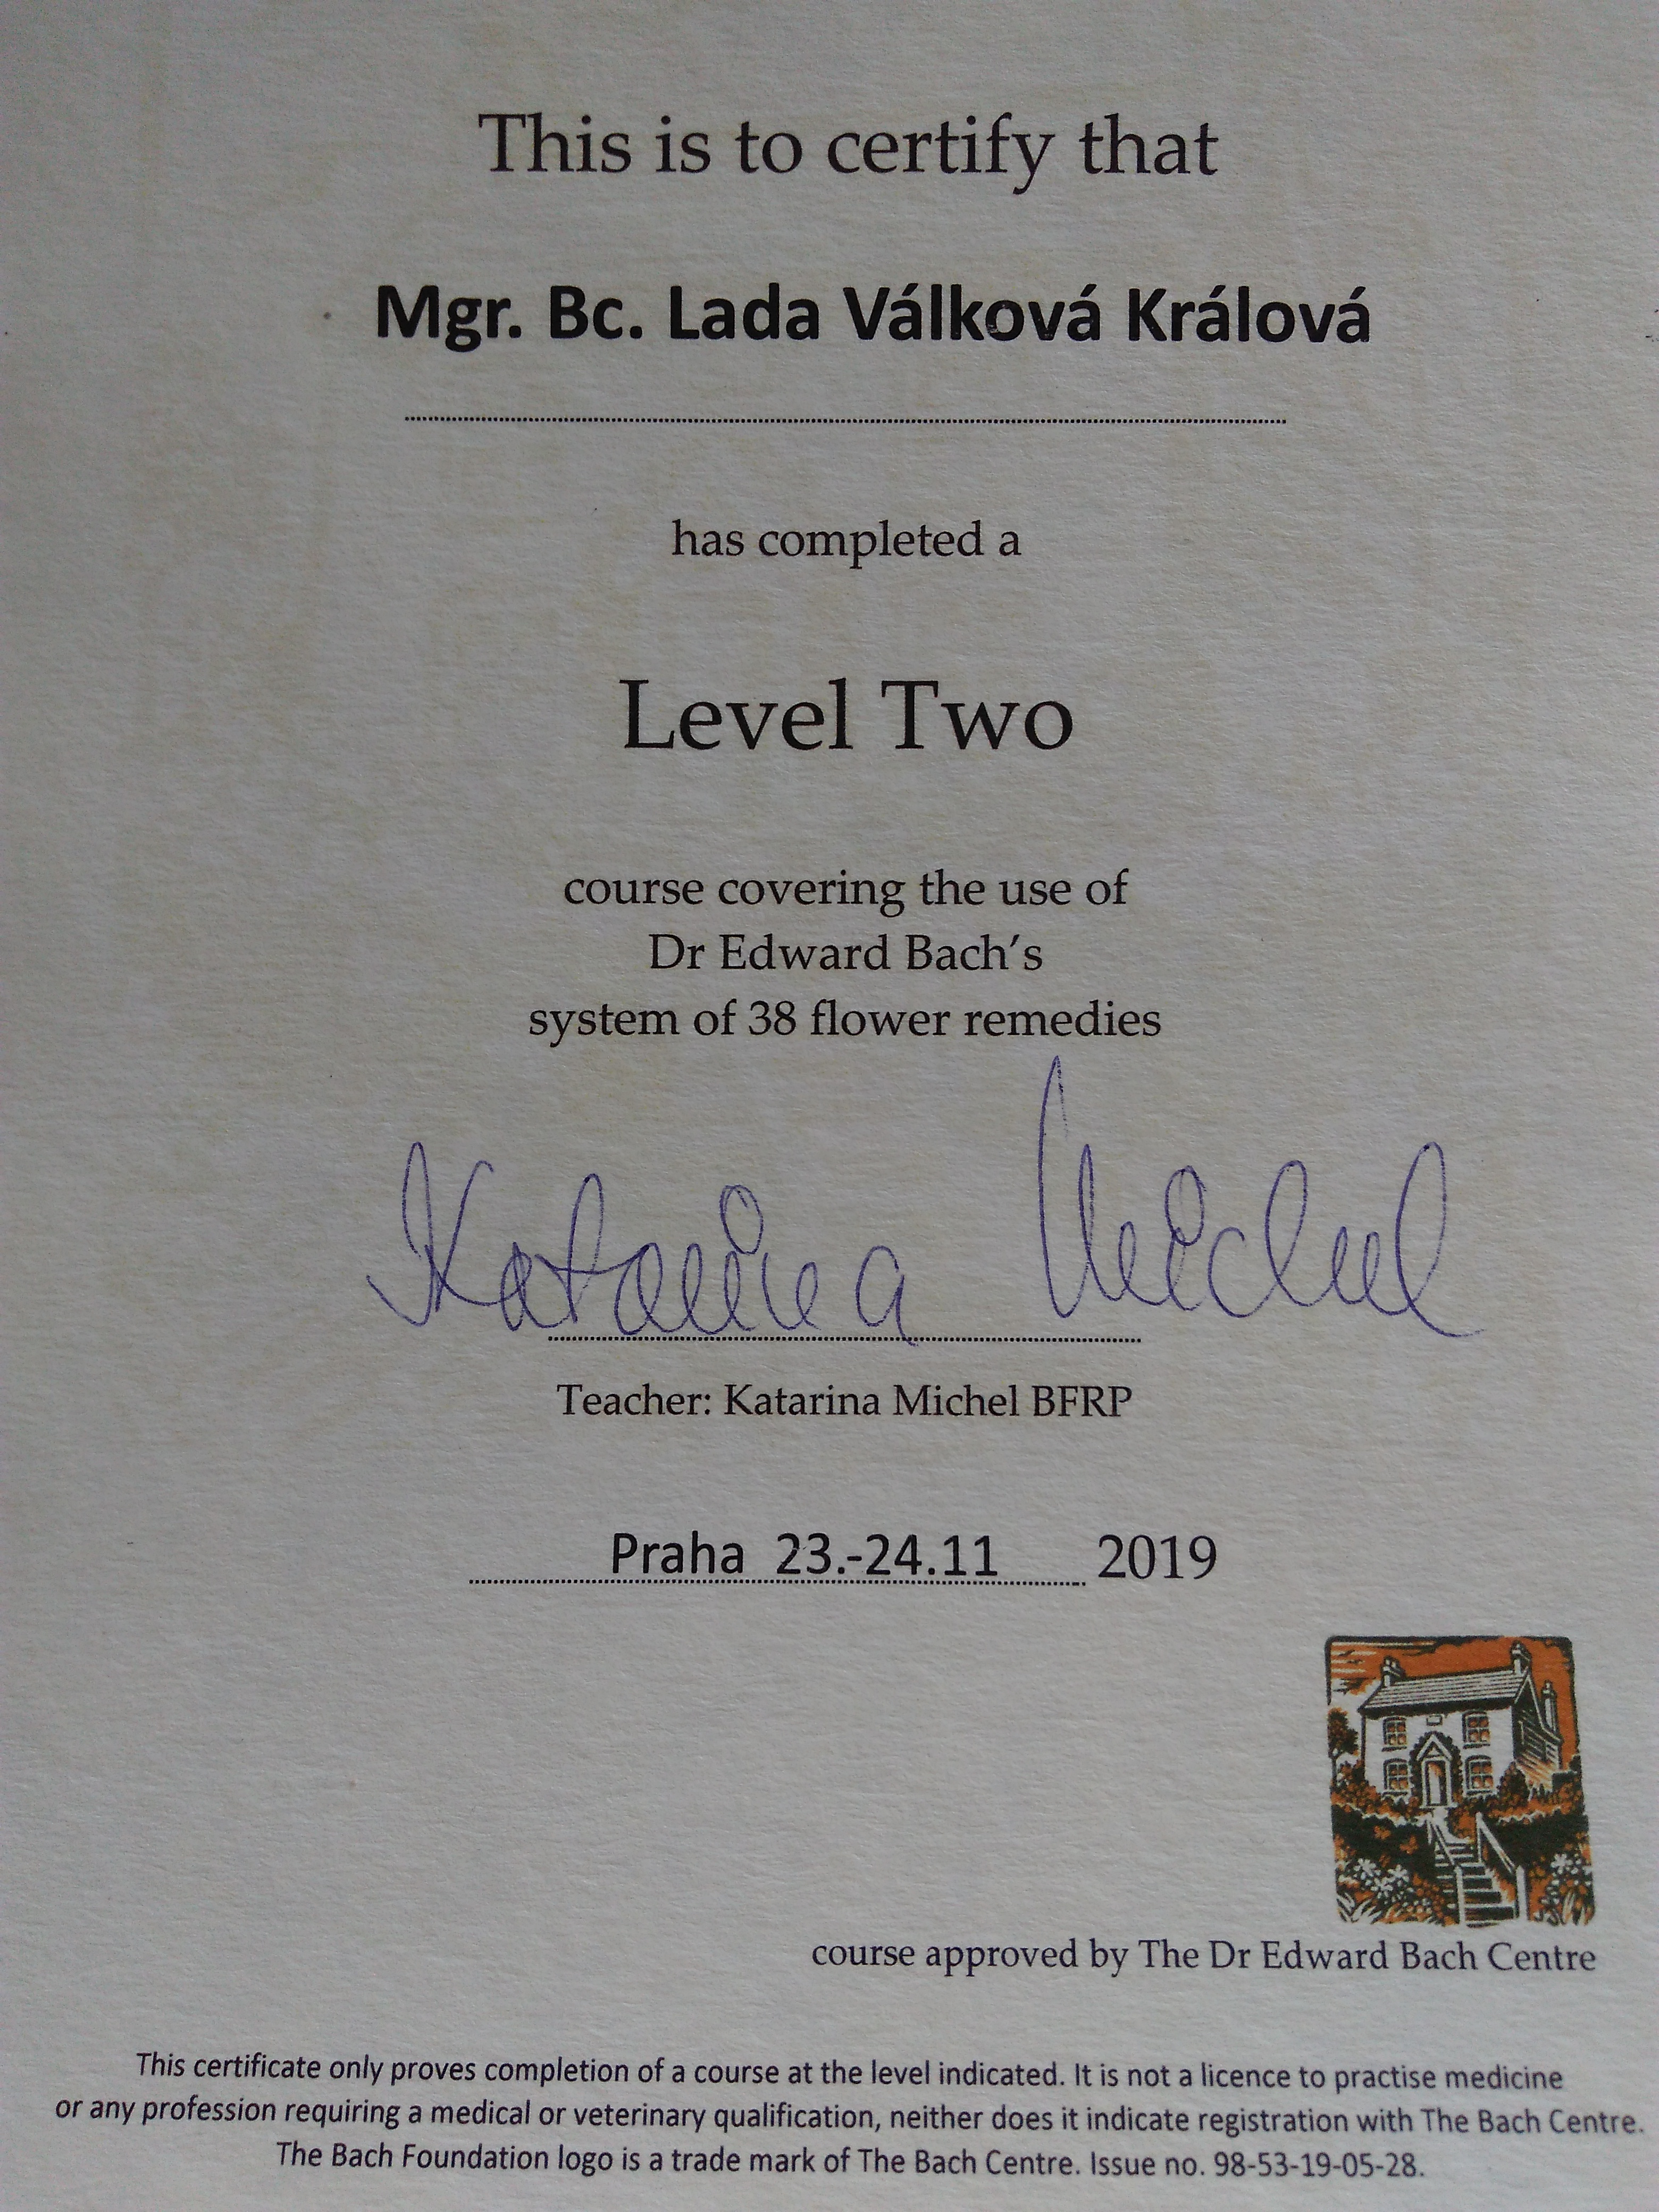 This is to certify that
Mgr. Bc. Lada Válková Králová
has completed a
Level Two
course covering the use of
Dr Edward Bach's
system of 38 flower remedies
Katarina Michel
Teacher: Katarina Michel BFRP
Praha 23.-24.11 2019
course approved by The Dr Edward Bach Centre
This certificate only proves completion of a course at the level indicated. It is not a licence to practise medicine
or any profession requiring a medical or veterinary qualification, neither does it indicate registration with The Bach Centre.
The Bach Foundation logo is a trade mark of The Bach Centre. Issue no. 98-53-19-05-28.